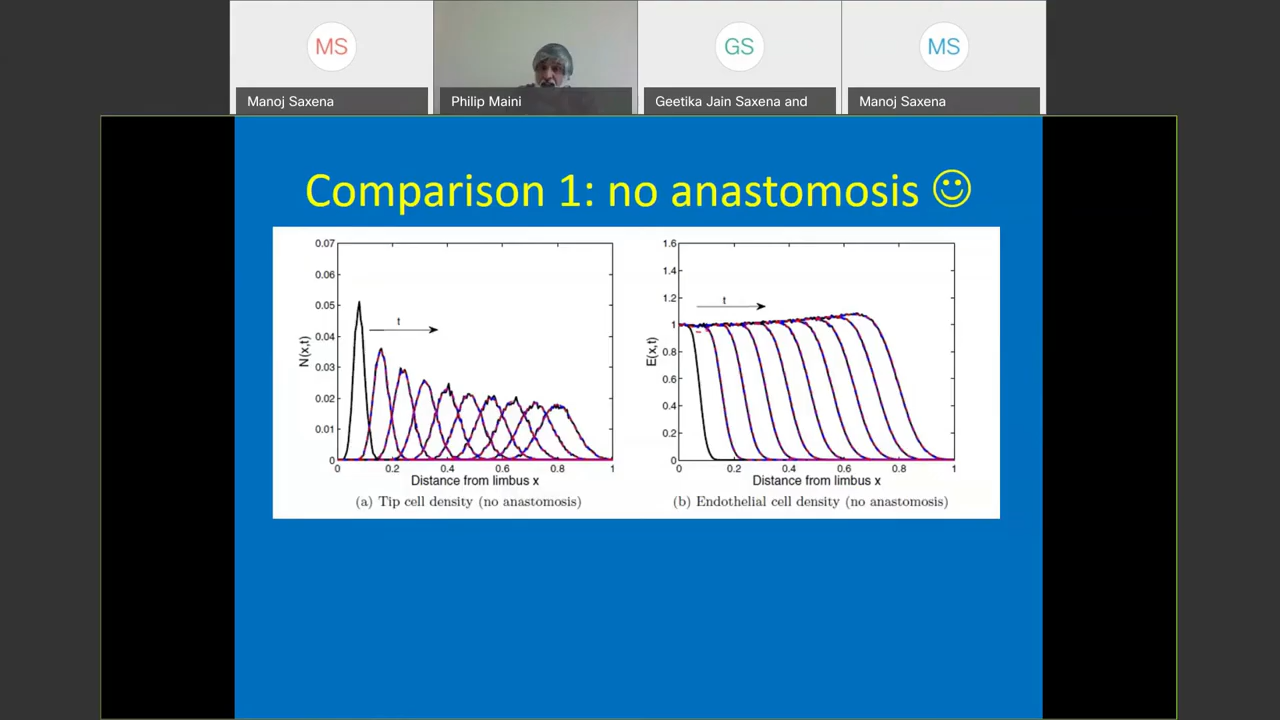 MS
GS
MS
Manoj Saxena
Philip Maini
Geetika Jain Saxena and
Manoj Saxena
Comparison 1: no anastomosis ☺
0.07
0.06
0.05
0.04
0.03
0.02
0.01
0
N(x,t)
t
0
0.2
0.4
0.6
0.8
1
Distance from limbus x
(a) Tip cell density (no anastomosis)
1.6
1.4
1.2
1
0.8
0.6
0.4
0.2
0
E(x,t)
t
0
0.2
0.4
0.6
0.8
1
Distance from limbus x
(b) Endothelial cell density (no anastomosis)